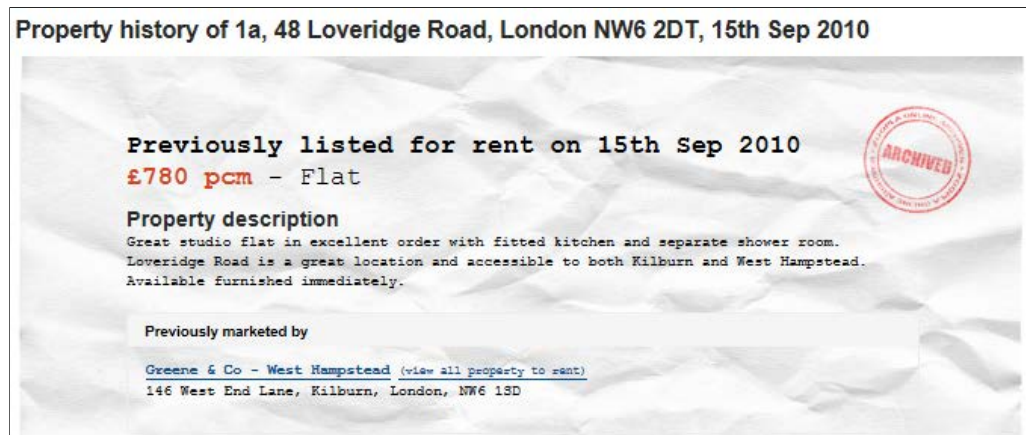 Property history of 1a, 48 Loveridge Road, London NW6 2DT, 15th Sep 2010
Previously listed for rent on 15th Sep 2010
£780 pcm – Flat
ARCHIVED
Property description
Great studio flat in excellent order with fitted kitchen and separate shower room.
Loveridge Road is a great location and accessible to both Kilburn and West Hampstead.
Available furnished immediately.
Previously marketed by
Greene & Co - West Hampstead (view all property to rent)
146 West End Lane, Kilburn, London, NW6 1SD